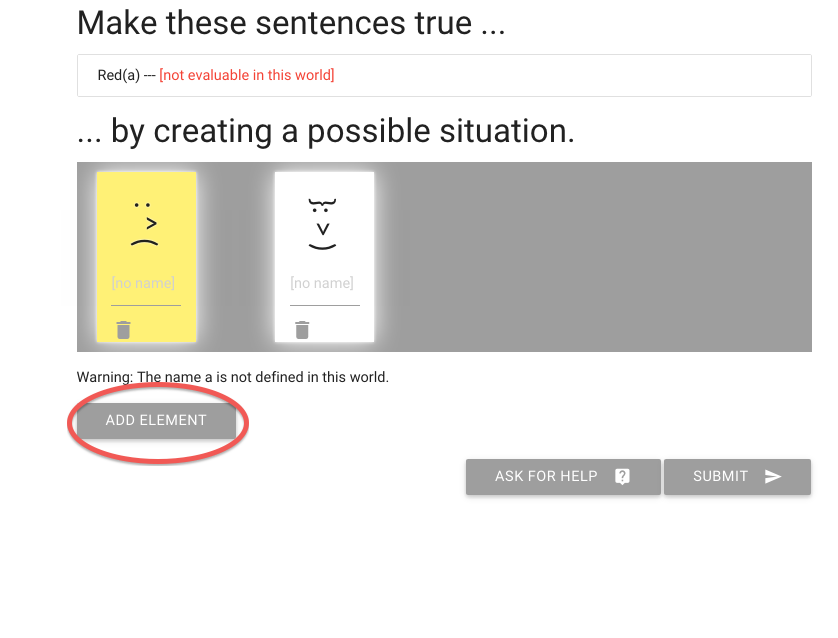 Make these sentences true ...
Red(a) --- [not evaluable in this world]
... by creating a possible situation.
[no name] [no name]
Warning: The name a is not defined in this world.
ADD ELEMENT
ASK FOR HELP SUBMIT